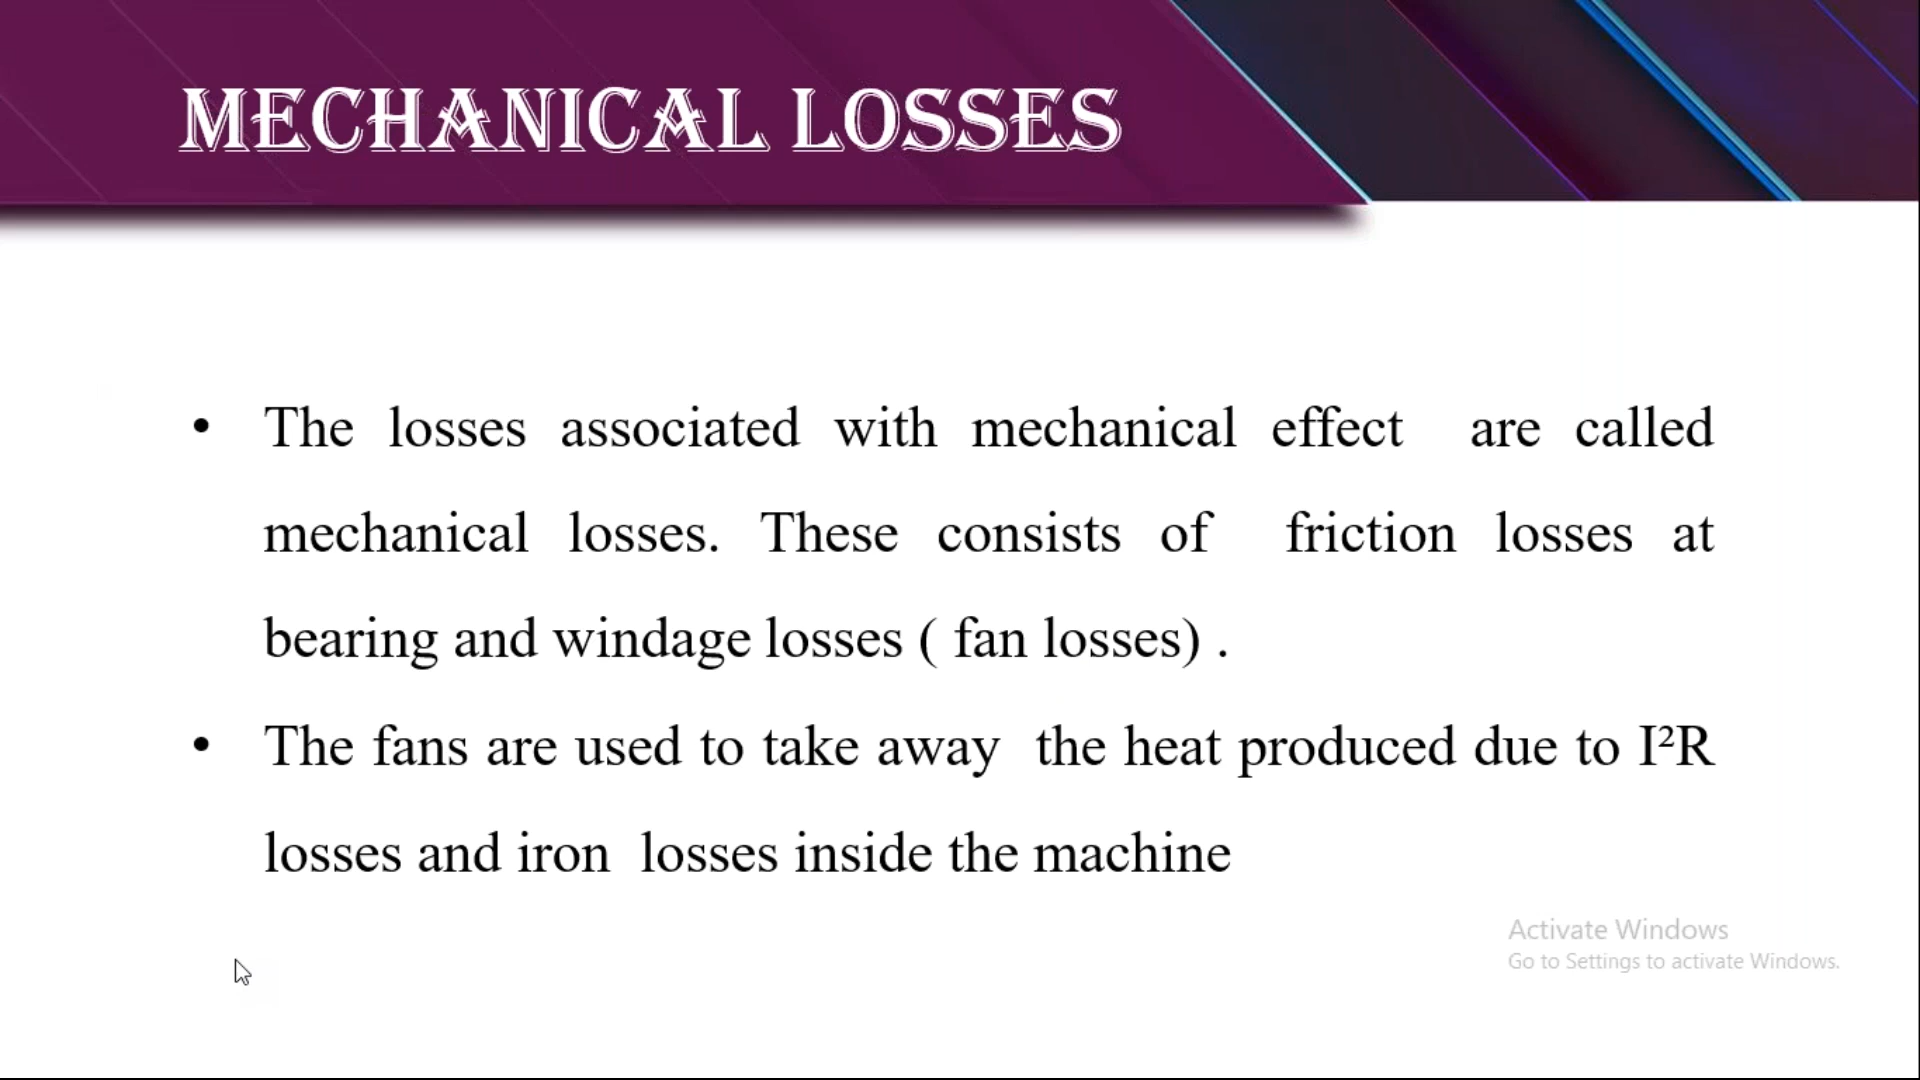 MECHANICAL LOSSES
• The losses associated with mechanical effect are called
mechanical losses. These consists of friction losses at
bearing and windage losses ( fan losses) .
• The fans are used to take away the heat produced due to I²R
losses and iron losses inside the machine
Activate Windows
Go to Settings to activate Windows.